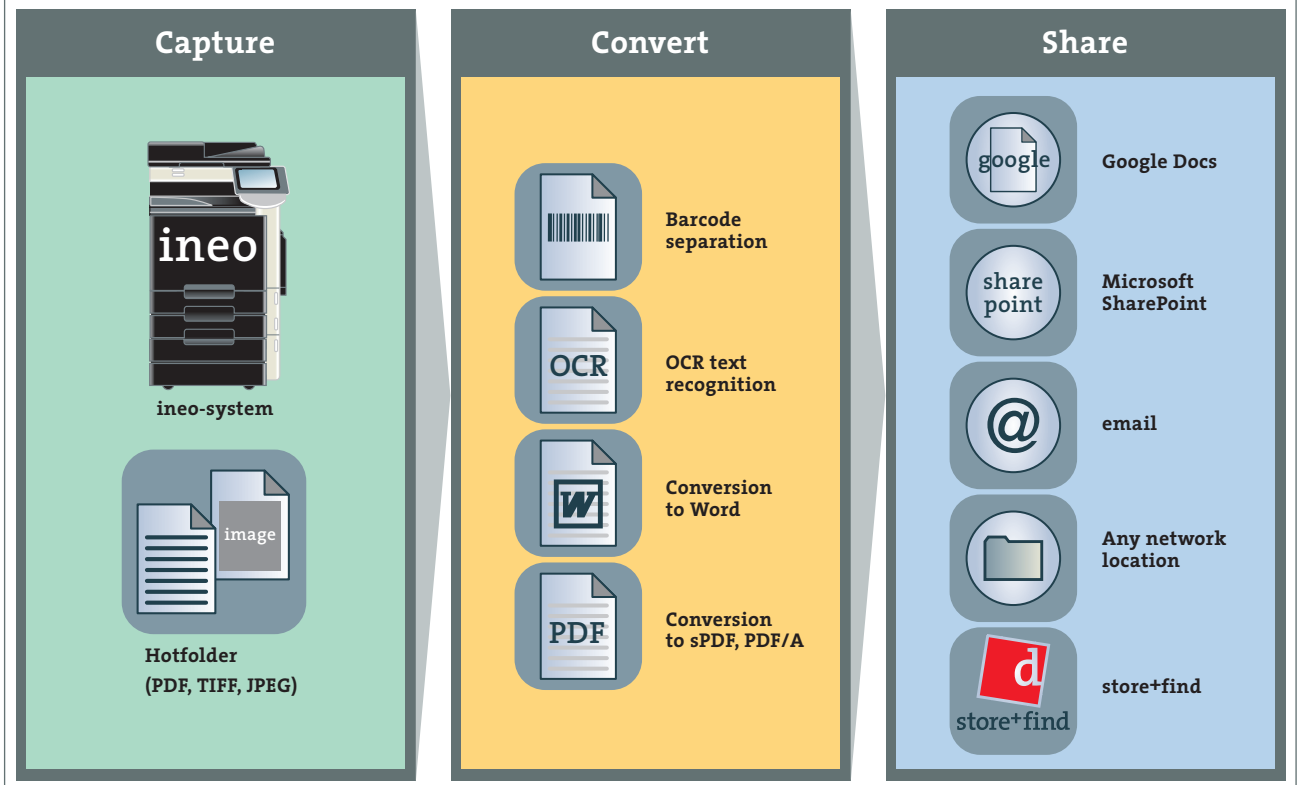 Capture
ineo
ineo-system
image
Hotfolder
(PDF, TIFF, JPEG)
Convert
Barcode
separation
OCR
OCR text
recognition
W
Conversion
to Word
PDF
Conversion
to sPDF, PDF/A
Share
google
Google Docs
share
point
Microsoft
SharePoint
@
email
Any network
location
d
store+find
store+find